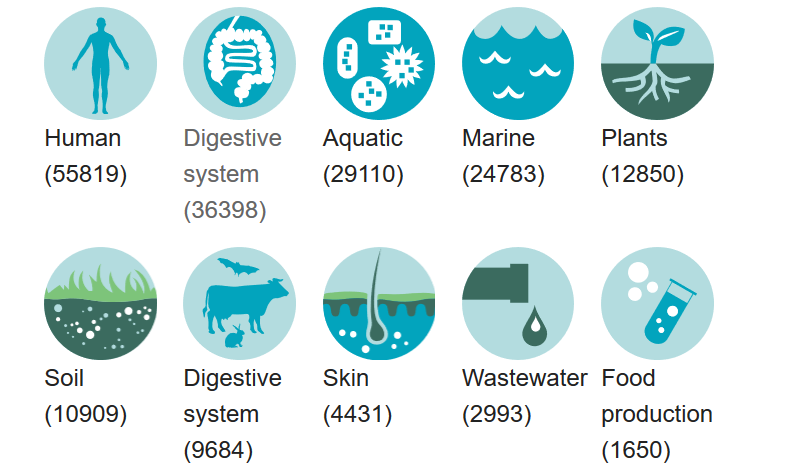 Human
(55819)
Digestive
system
(36398)
Aquatic
(29110)
Marine
(24783)
Plants
(12850)
Soil
(10909)
Digestive
system
(9684)
Skin
(4431)
Wastewater
(2993)
Food
production
(1650)